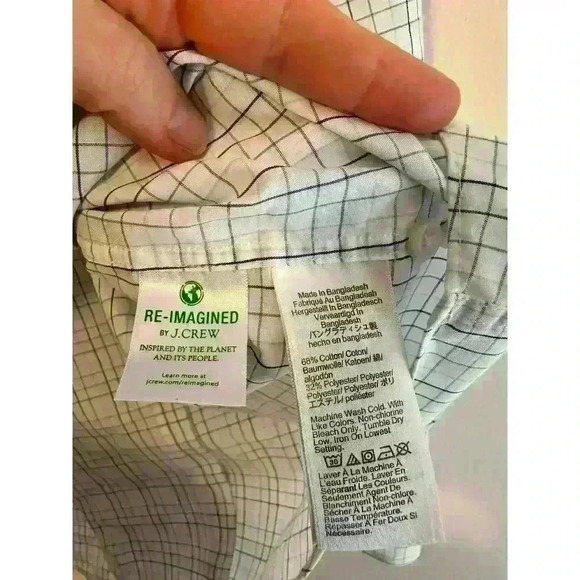 RE-IMAGINED
BY J.CREW
INSPIRED BY THE PLANET
AND ITS PEOPLE.
Learn more at
jcrew.com/reimagined
Made In Bangladesh
Fabriqué Au Bangladesh
Hergestellt In Bangladesh
Vervaardigd In
Bangladesh
バングラデイシュ製
hecho en bangladesh
68% Cotton/ Coton/
Baumwolle/ Katoen/ 綿/
algodón
32% Polyester/ Polyester/
Polyester/ Polyester/ ポリ
エステル/ poliéster
Machine Wash Cold. With
Like Colors. Non-chlorine
Bleach Only. Tumble Dry
Low. Iron On Lowest
Setting.
30
Laver À La Machine À
L'eau Froide. Laver En
Séparant Les Couleurs.
Seulement Agent De
Blanchiment Non-chlore.
Sécher À La Machine À
Basse Température.
Repasser À Fer Doux Si
Nécessaire.